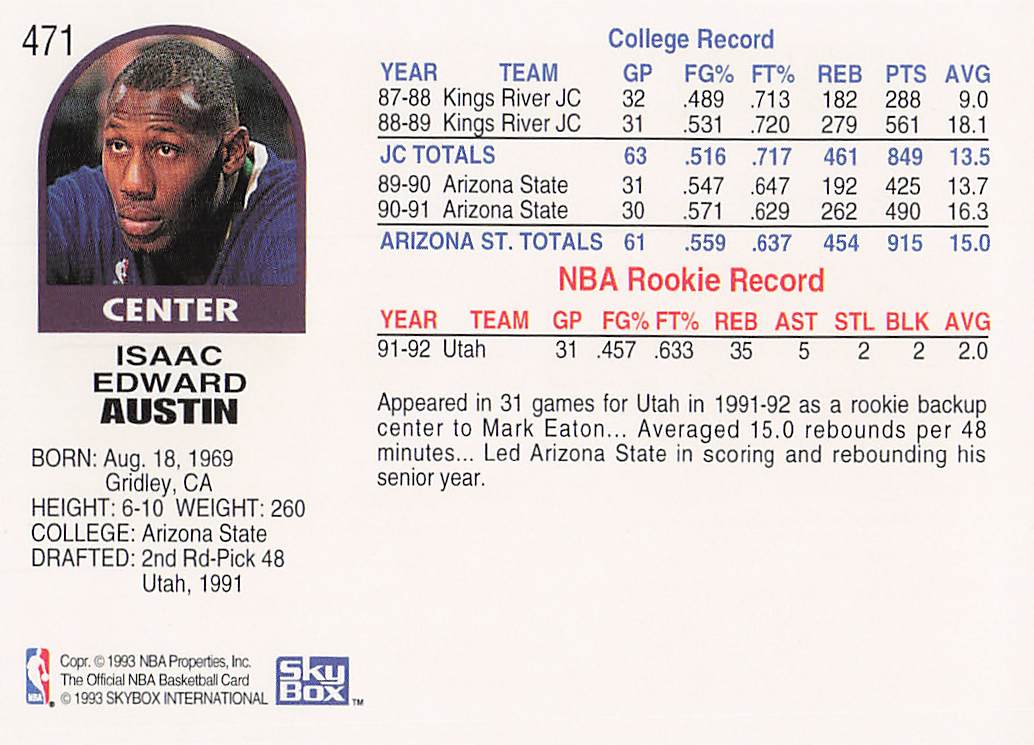 471
CENTER
ISAAC
EDWARD
AUSTIN
BORN: Aug. 18, 1969
Gridley, CA
HEIGHT: 6-10 WEIGHT: 260
COLLEGE: Arizona State
DRAFTED: 2nd Rd-Pick 48
Utah, 1991
College Record
YEAR TEAM GP FG% FT% REB PTS AVG
87-88 Kings River JC 32 .489 .713 182 288 9.0
88-89 Kings River JC 31 .531 .720 279 561 18.1
JC TOTALS 63 .516 .717 461 849 13.5
89-90 Arizona State 31 .547 .647 192 425 13.7
90-91 Arizona State 30 .571 .629 262 490 16.3
ARIZONA ST. TOTALS 61 .559 .637 454 915 15.0
NBA Rookie Record
YEAR TEAM GP FG% FT% REB AST STL BLK AVG
91-92 Utah 31 .457 .633 35 5 2 2 2.0
Appeared in 31 games for Utah in 1991-92 as a rookie backup
center to Mark Eaton... Averaged 15.0 rebounds per 48
minutes... Led Arizona State in scoring and rebounding his
senior year.
NBA
Copr. © 1993 NBA Properties, Inc.
The Official NBA Basketball Card
© 1993 SKYBOX INTERNATIONAL
SKY
BOX TM